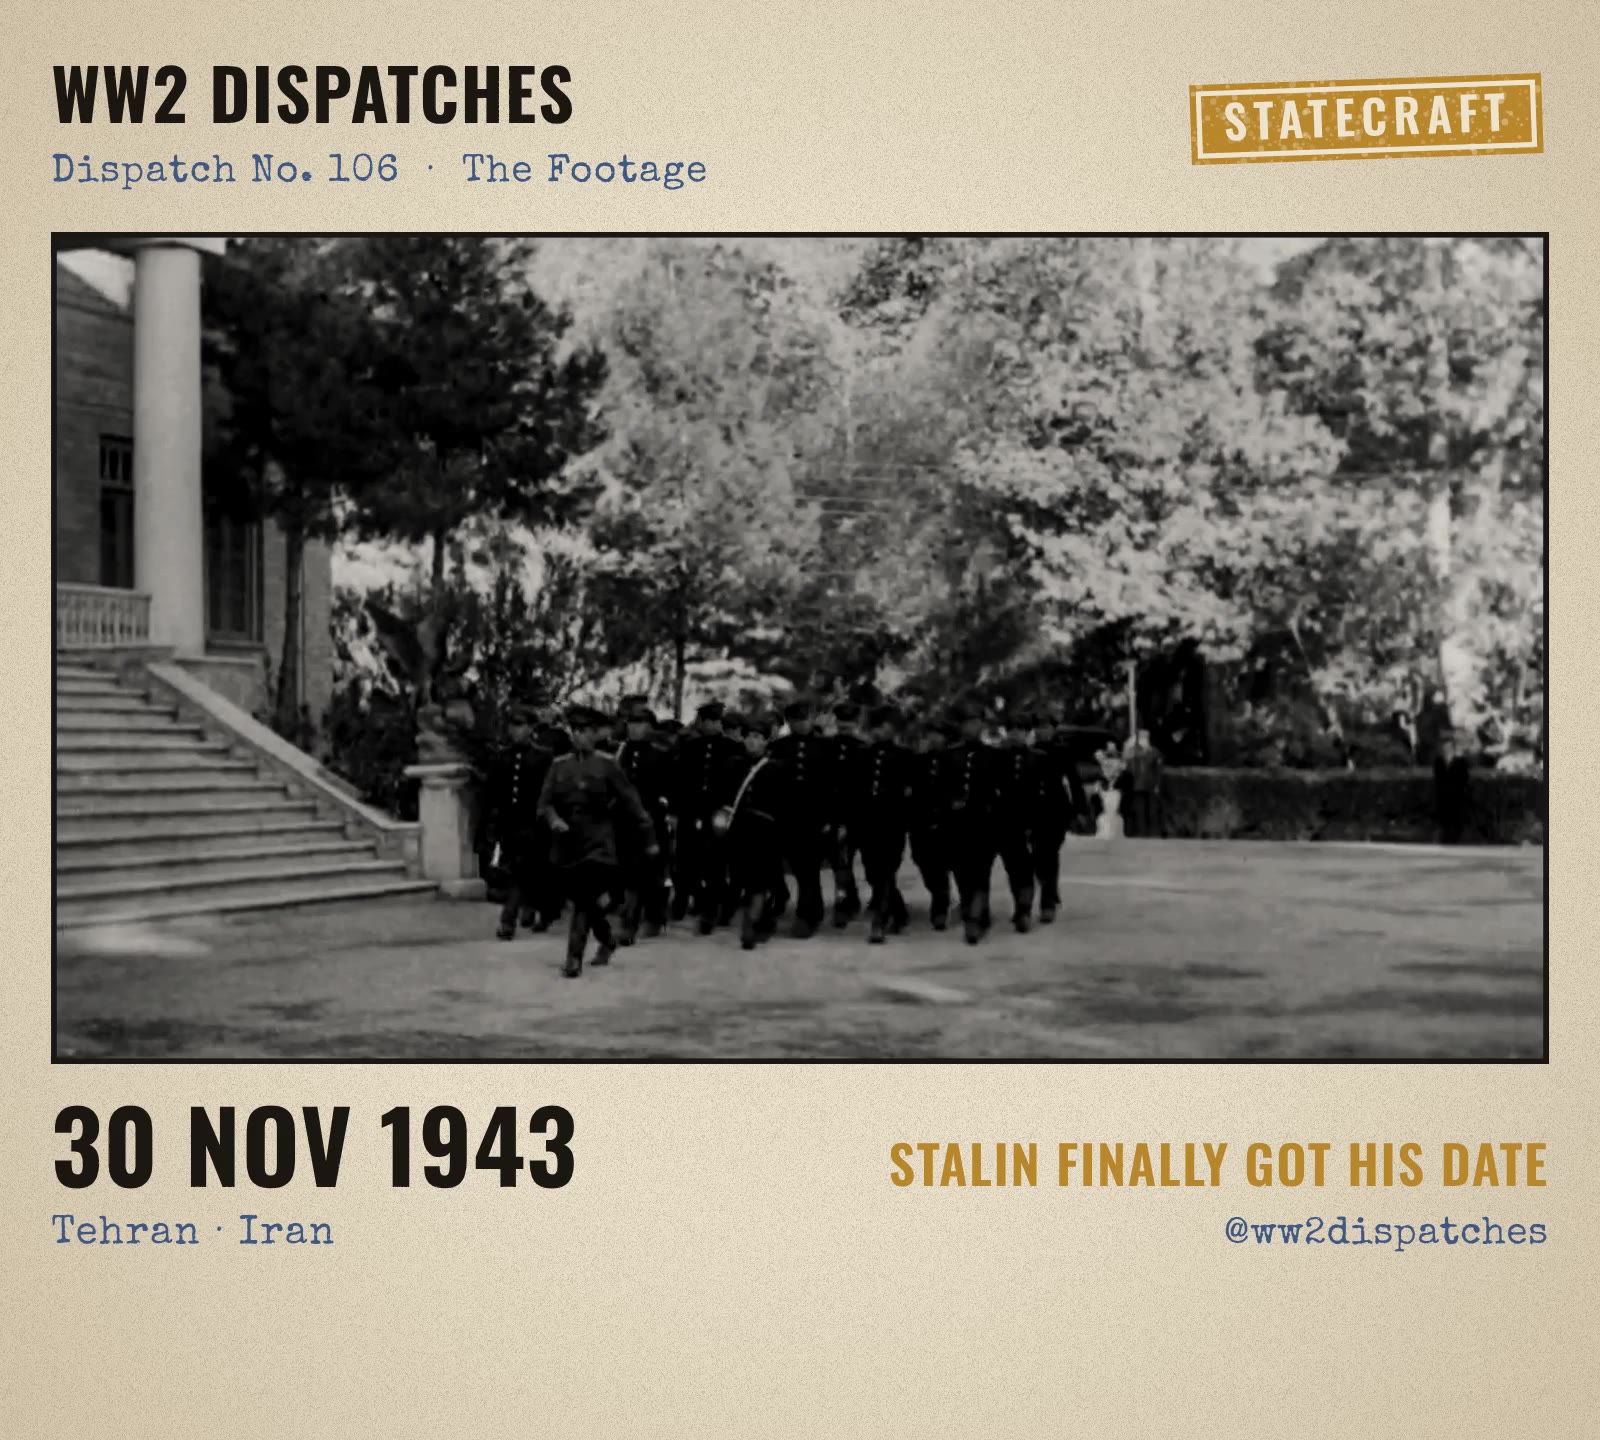 WW2 DISPATCHES
STATECRAFT
Dispatch No. 106 · The Footage
30 NOV 1943
STALIN FINALLY GOT HIS DATE
Tehran · Iran
@ww2dispatches